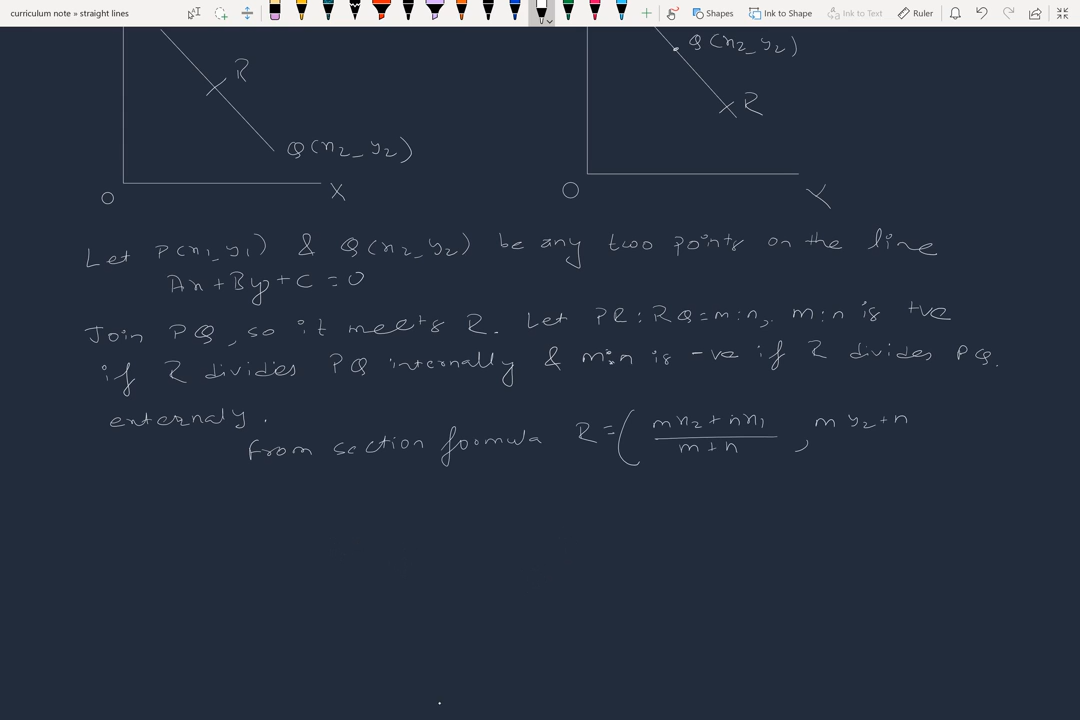 curriculum note » straight lines
Shapes Ink to Shape Ink to Text Ruler
R
Q(x2, y2)
O X
Q(x2, y2)
R
O Y
Let P(x1, y1) & Q(x2, y2) be any two points on the line
Ax + By + C = 0
Join PQ, so it meets R. Let PR : RQ = m : n, m : n is +ve
if R divides PQ internally & m : n is -ve if R divides PQ.
externaly.
From section foomula R = ( mx2 + nx1 / m + n , my2 + n